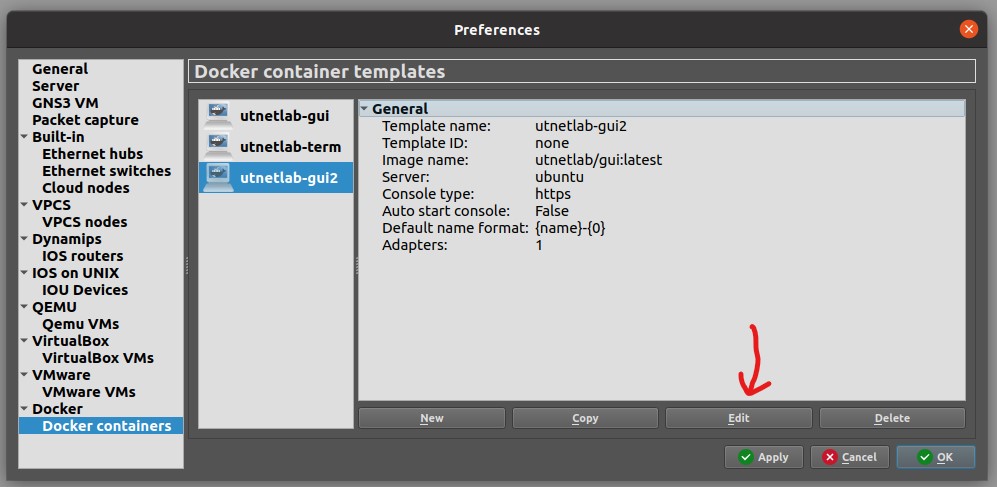 Preferences
General
Server
GNS3 VM
Packet capture
Built-in
Ethernet hubs
Ethernet switches
Cloud nodes
VPCS
VPCS nodes
Dynamips
IOS routers
IOS on UNIX
IOU Devices
QEMU
Qemu VMs
VirtualBox
VirtualBox VMs
VMware
VMware VMs
Docker
Docker containers
Docker container templates
utnetlab-gui
utnetlab-term
utnetlab-gui2
General
Template name: utnetlab-gui2
Template ID: none
Image name: utnetlab/gui:latest
Server: ubuntu
Console type: https
Auto start console: False
Default name format: {name}-{0}
Adapters: 1
New Copy Edit Delete
Apply Cancel OK